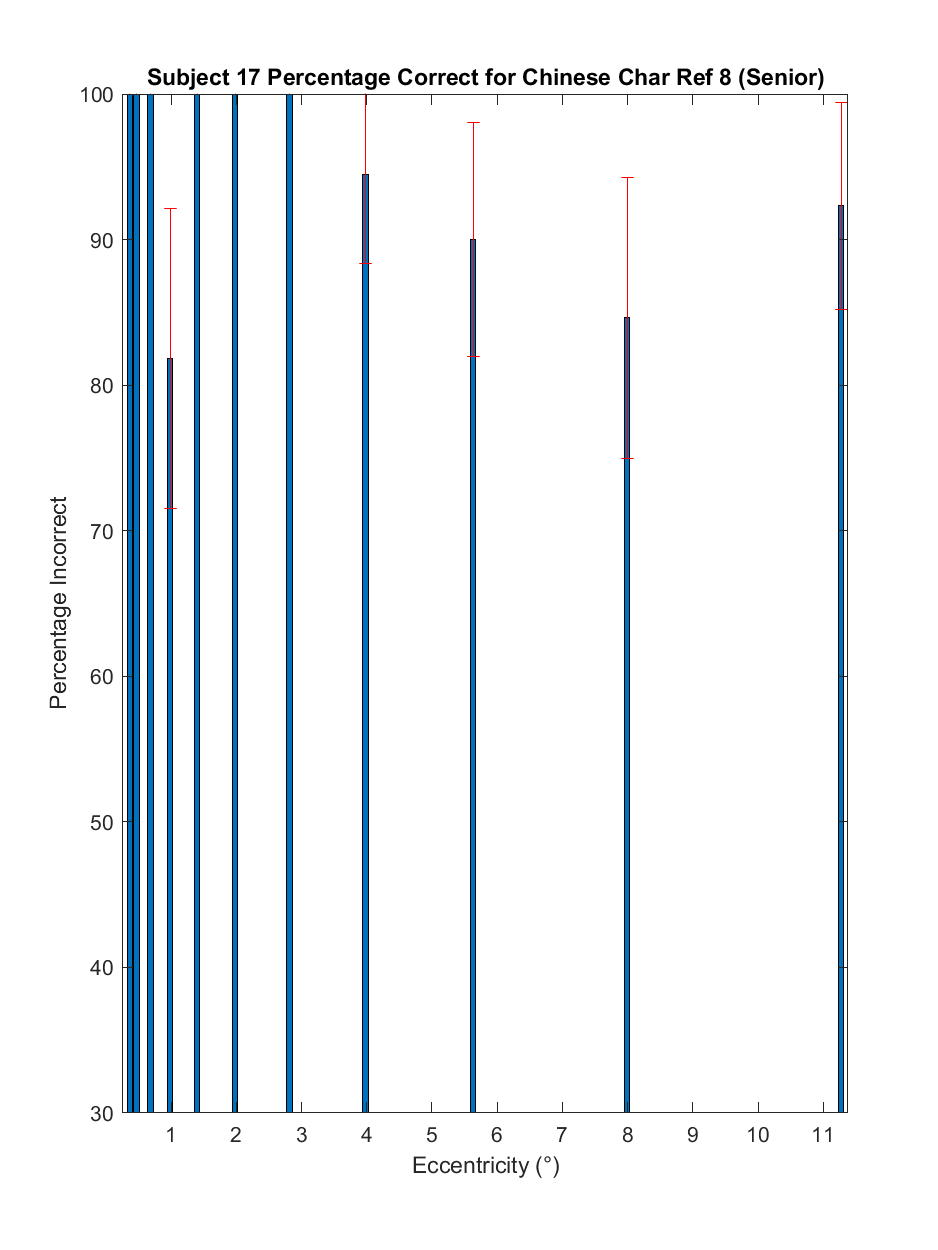 Subject 17 Percentage Correct for Chinese Char Ref 8 (Senior)
100
90
80
70
60
50
40
30
Percentage Incorrect
1 2 3 4 5 6 7 8 9 10 11
Eccentricity (°)